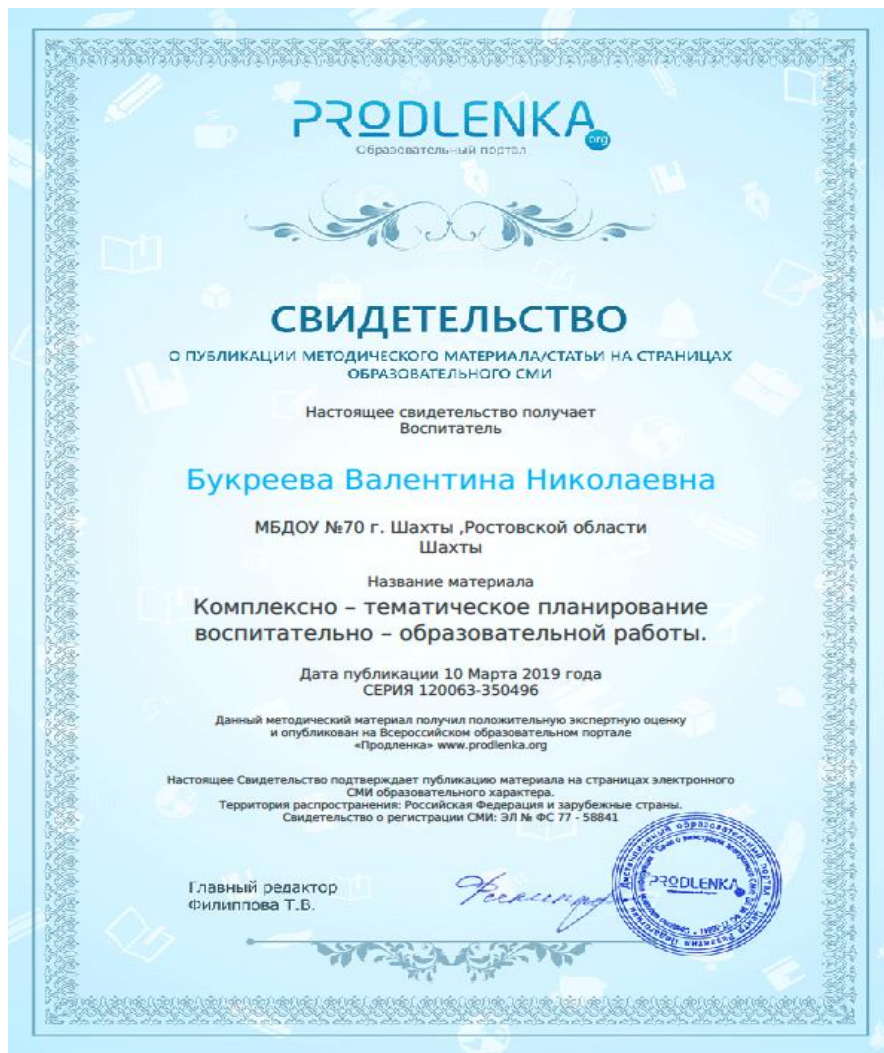 PRODLENKA
org
Образовательный портал
СВИДЕТЕЛЬСТВО
О ПУБЛИКАЦИИ МЕТОДИЧЕСКОГО МАТЕРИАЛА/СТАТЬИ НА СТРАНИЦАХ
ОБРАЗОВАТЕЛЬНОГО СМИ
Настоящее свидетельство получает
Воспитатель
Букреева Валентина Николаевна
МБДОУ №70 г. Шахты ,Ростовской области
Шахты
Название материала
Комплексно – тематическое планирование
воспитательно – образовательной работы.
Дата публикации 10 Марта 2019 года
СЕРИЯ 120063-350496
Данный методический материал получил положительную экспертную оценку
и опубликован на Всероссийском образовательном портале
«Продленка» www.prodlenka.org
Настоящее Свидетельство подтверждает публикацию материала на страницах электронного
СМИ образовательного характера.
Территория распространения: Российская Федерация и зарубежные страны.
Свидетельство о регистрации СМИ: ЭЛ № ФС 77 - 58841
Главный редактор
Филиппова Т.В.
PRODLENKA